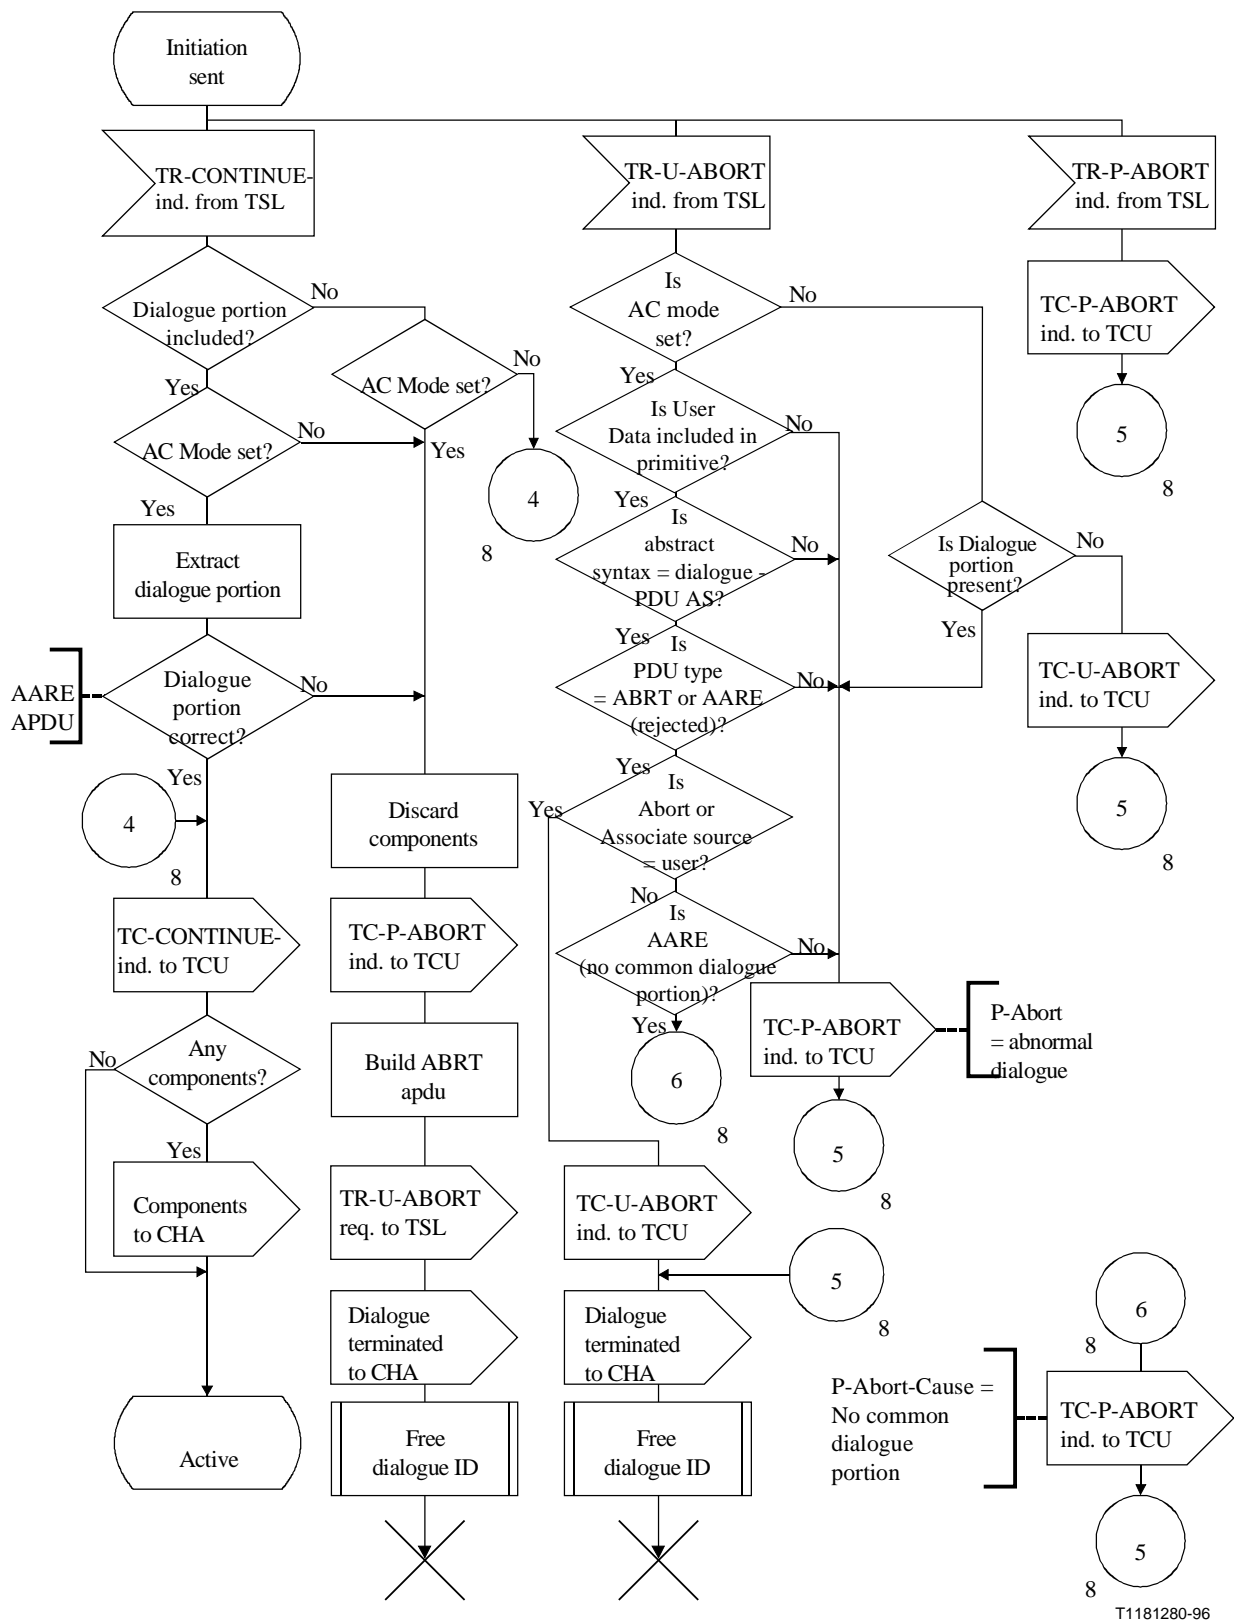 Initiation
sent
TR-CONTINUE-
ind. from TSL
TR-U-ABORT
ind. from TSL
TR-P-ABORT
ind. from TSL
Dialogue portion
included?
No
Yes
AC Mode set?
No
Yes
4
8
AC Mode set?
No
Yes
Extract
dialogue portion
AARE
APDU
Dialogue
portion
correct?
No
Yes
4
8
TC-CONTINUE-
ind. to TCU
Any
components?
No
Yes
Components
to CHA
Active
Discard
components
TC-P-ABORT
ind. to TCU
Build ABRT
apdu
TR-U-ABORT
req. to TSL
Dialogue
terminated
to CHA
Free
dialogue ID
Is
AC mode
set?
No
Yes
Is User
Data included in
primitive?
No
Yes
Is
abstract
syntax = dialogue -
PDU AS?
No
Yes
Is
PDU type
= ABRT or AARE
(rejected)?
No
Yes
Is
Abort or
Associate source
= user?
Yes
No
Is
AARE
(no common dialogue
portion)?
No
Yes
6
8
TC-P-ABORT
ind. to TCU
P-Abort
= abnormal
dialogue
5
8
TC-U-ABORT
ind. to TCU
5
8
Dialogue
terminated
to CHA
Free
dialogue ID
Is Dialogue
portion
present?
No
Yes
TC-U-ABORT
ind. to TCU
5
8
TC-P-ABORT
ind. to TCU
5
8
6
8
P-Abort-Cause =
No common
dialogue
portion
TC-P-ABORT
ind. to TCU
5
8
T1181280-96